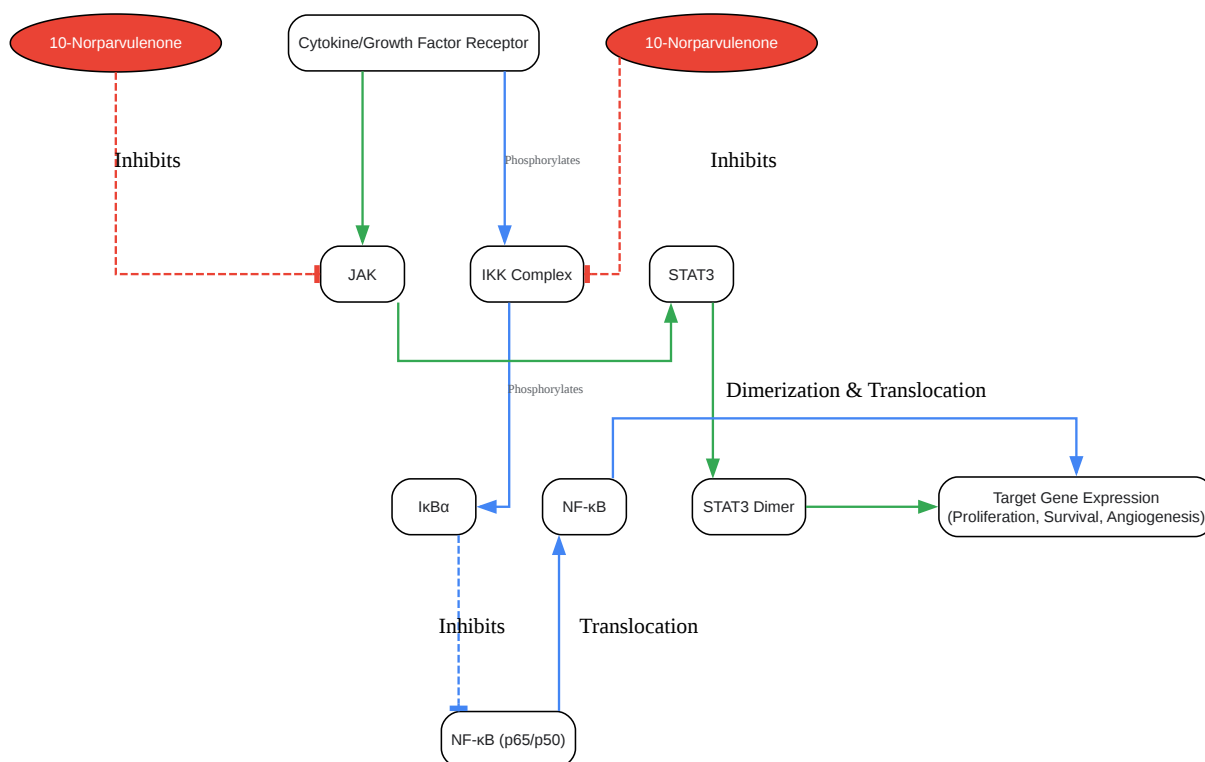 10-Norparvulenone
Cytokine/Growth Factor Receptor
10-Norparvulenone
Inhibits
Phosphorylates
Inhibits
JAK
IKK Complex
STAT3
Phosphorylates
Dimerization & Translocation
IκBα
NF-κB
STAT3 Dimer
Target Gene Expression
(Proliferation, Survival, Angiogenesis)
Inhibits
Translocation
NF-κB (p65/p50)